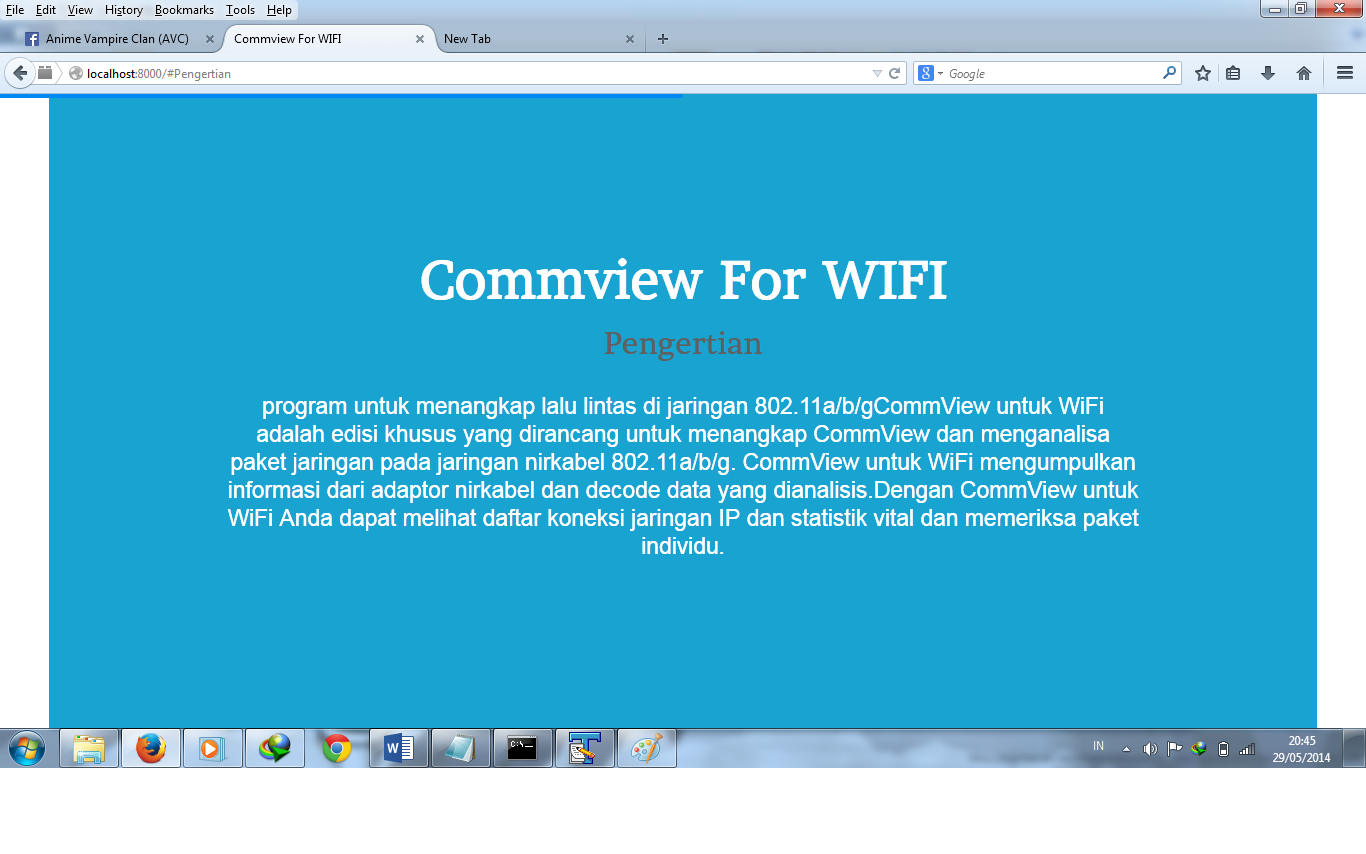 File Edit View History Bookmarks Tools Help
Anime Vampire Clan (AVC) Commview For WIFI New Tab
localhost:8000/#Pengertian Google
Commview For WIFI
Pengertian
program untuk menangkap lalu lintas di jaringan 802.11a/b/gCommView untuk WiFi
adalah edisi khusus yang dirancang untuk menangkap CommView dan menganalisa
paket jaringan pada jaringan nirkabel 802.11a/b/g. CommView untuk WiFi mengumpulkan
informasi dari adaptor nirkabel dan decode data yang dianalisis.Dengan CommView untuk
WiFi Anda dapat melihat daftar koneksi jaringan IP dan statistik vital dan memeriksa paket
individu.
IN 20:45
29/05/2014